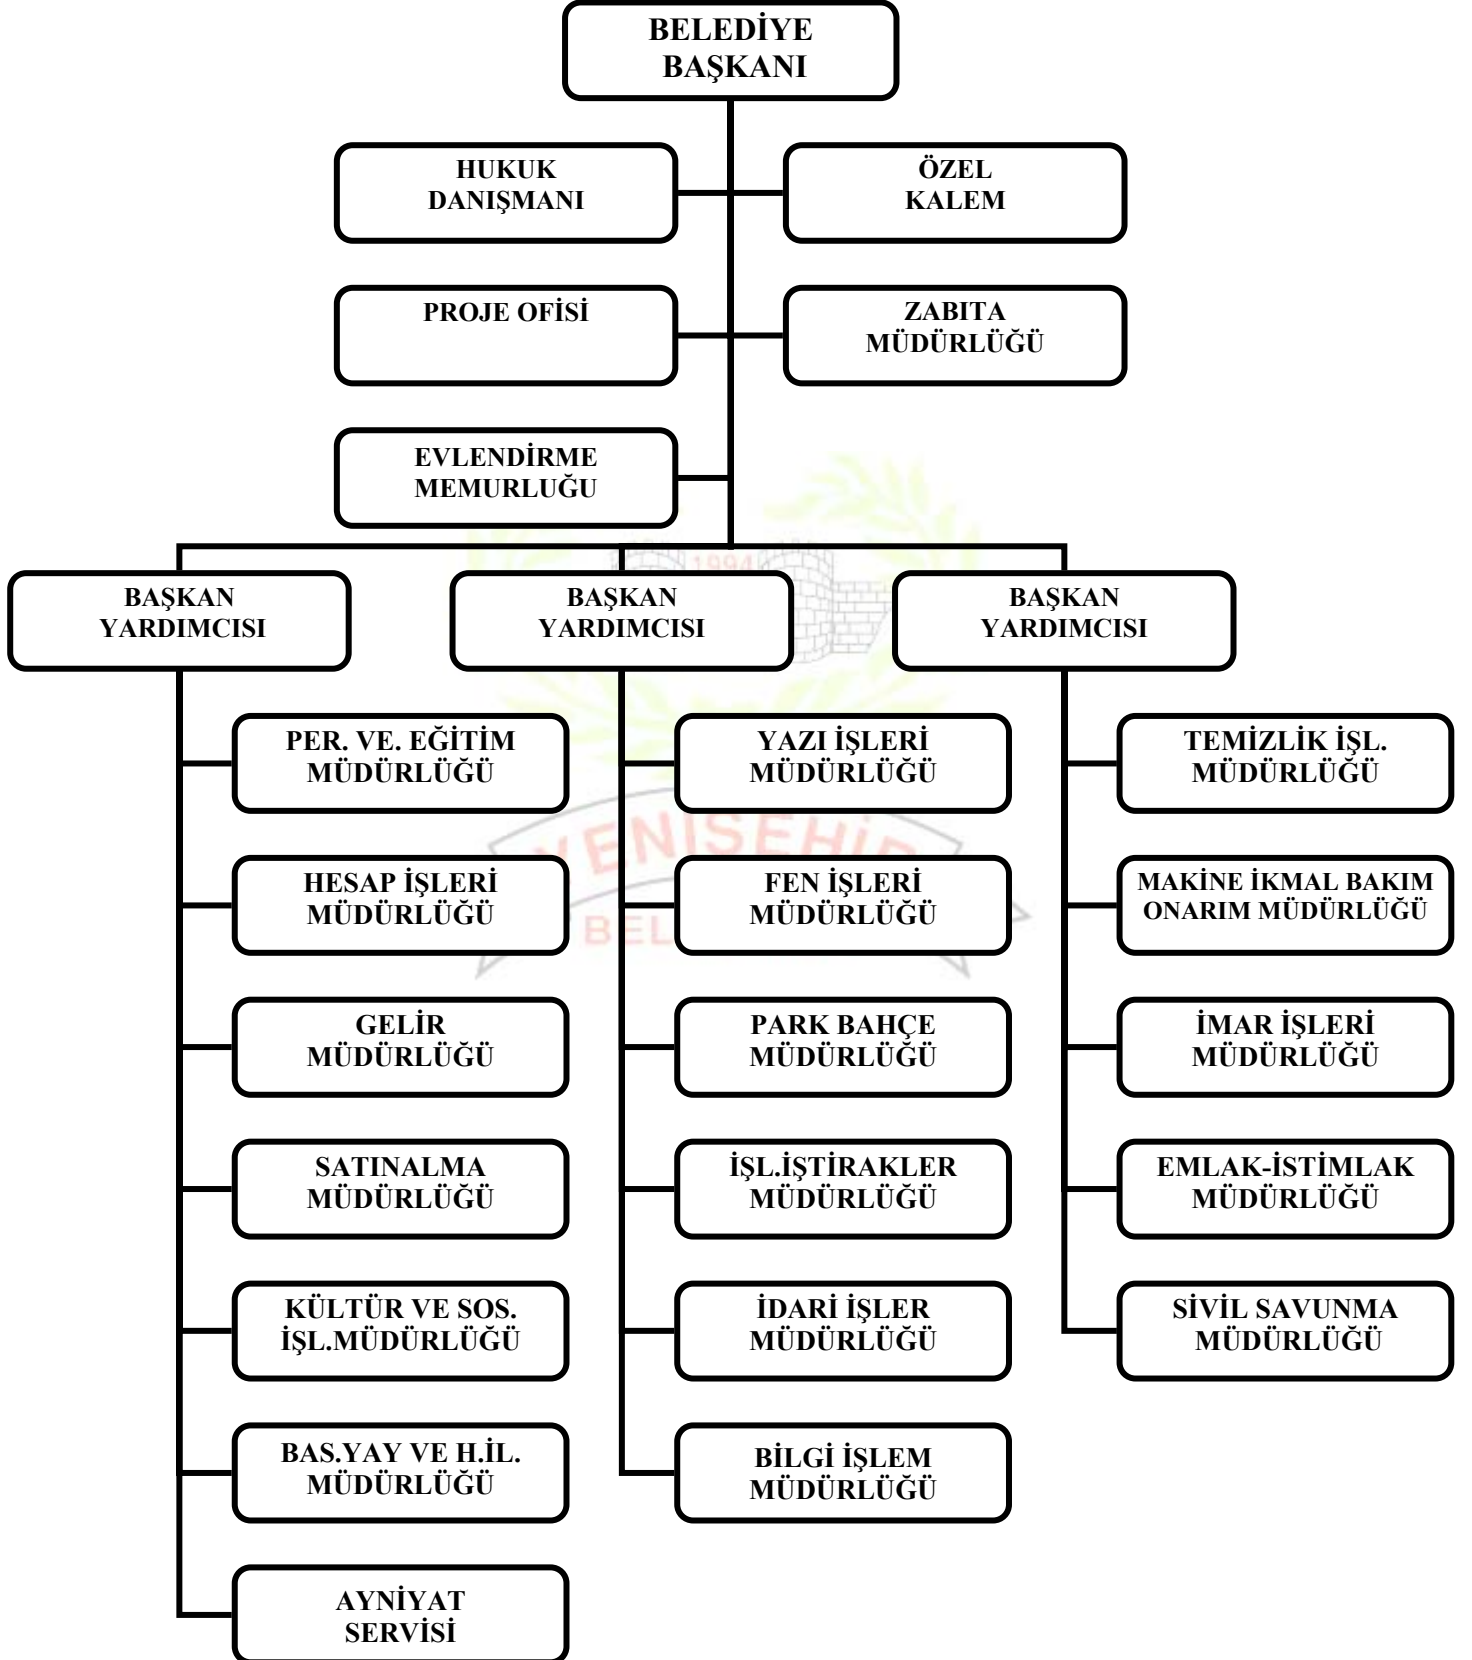 BELEDİYE
BAŞKANI
HUKUK
DANIŞMANI
ÖZEL
KALEM
PROJE OFİSİ
ZABITA
MÜDÜRLÜĞÜ
EVLENDİRME
MEMURLUĞU
1994
BAŞKAN
YARDIMCISI
BAŞKAN
YARDIMCISI
BAŞKAN
YARDIMCISI
PER. VE. EĞİTİM
MÜDÜRLÜĞÜ
HESAP İŞLERİ
MÜDÜRLÜĞÜ
GELİR
MÜDÜRLÜĞÜ
SATINALMA
MÜDÜRLÜĞÜ
KÜLTÜR VE SOS.
İŞL.MÜDÜRLÜĞÜ
BAS.YAY VE H.İL.
MÜDÜRLÜĞÜ
AYNİYAT
SERVİSİ
YAZI İŞLERİ
MÜDÜRLÜĞÜ
FEN İŞLERİ
MÜDÜRLÜĞÜ
PARK BAHÇE
MÜDÜRLÜĞÜ
İŞL.İŞTİRAKLER
MÜDÜRLÜĞÜ
İDARİ İŞLER
MÜDÜRLÜĞÜ
BİLGİ İŞLEM
MÜDÜRLÜĞÜ
TEMİZLİK İŞL.
MÜDÜRLÜĞÜ
MAKİNE İKMAL BAKIM
ONARIM MÜDÜRLÜĞÜ
İMAR İŞLERİ
MÜDÜRLÜĞÜ
EMLAK-İSTİMLAK
MÜDÜRLÜĞÜ
SİVİL SAVUNMA
MÜDÜRLÜĞÜ